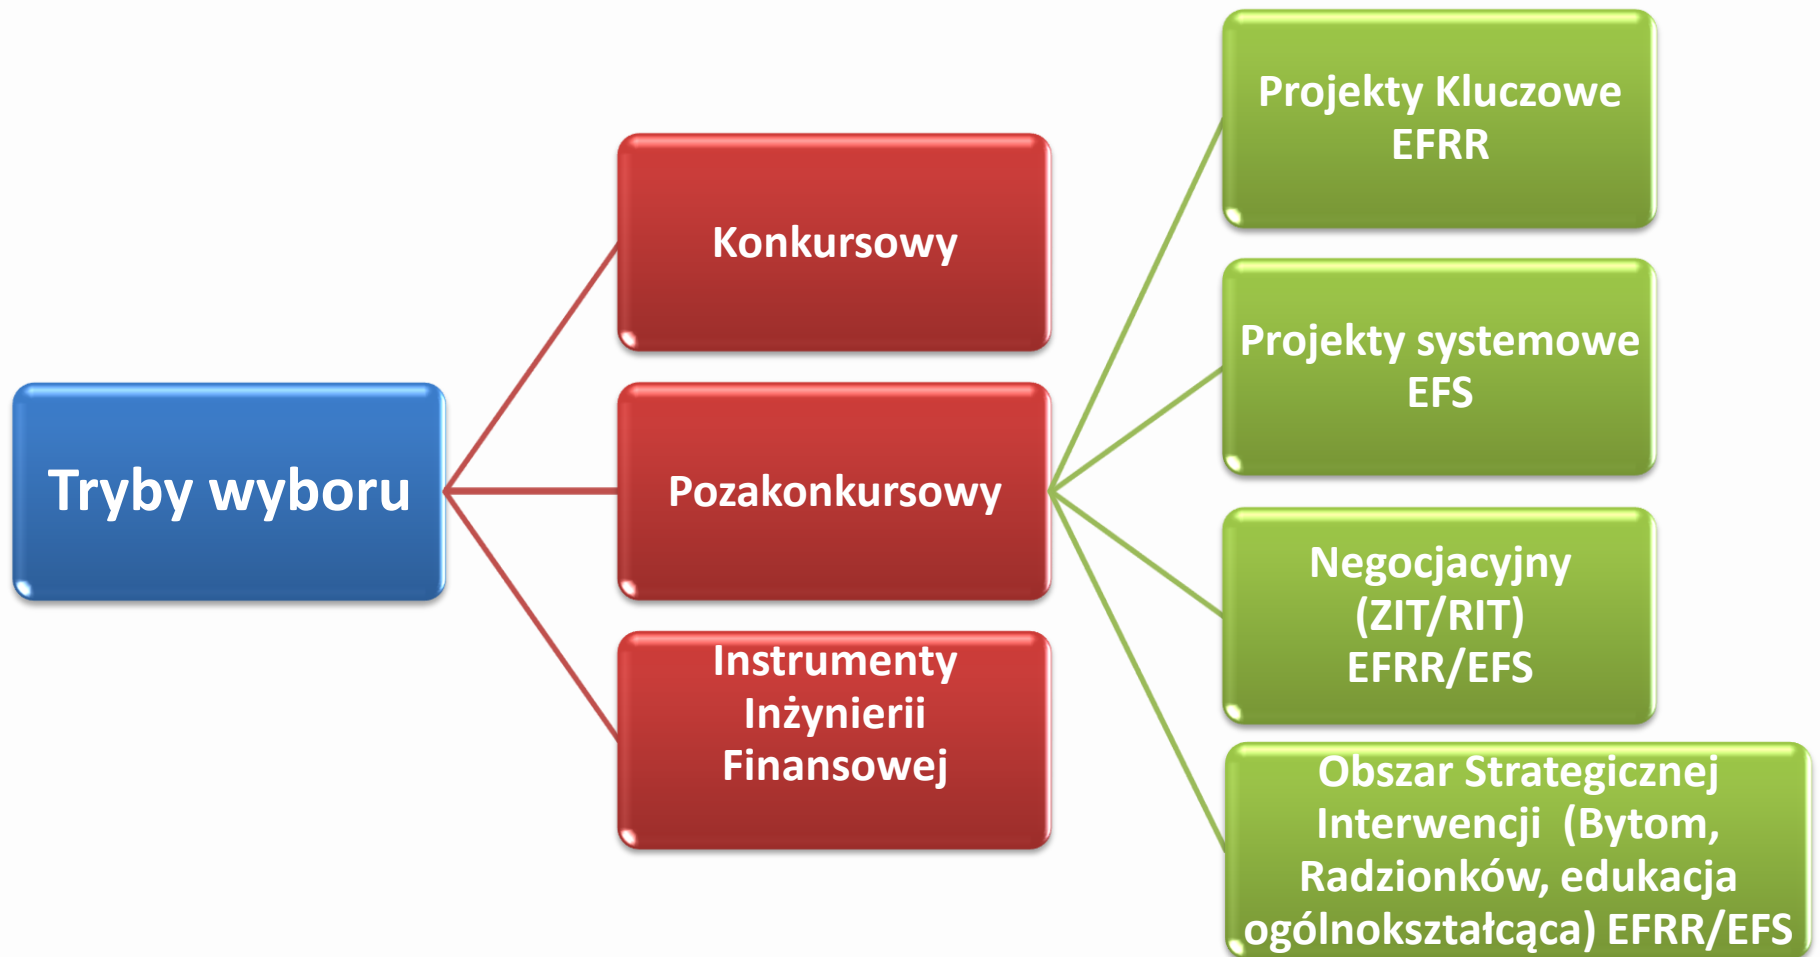 Tryby wyboru
Konkursowy
Pozakonkursowy
Instrumenty
Inżynierii
Finansowej
Projekty Kluczowe
EFRR
Projekty systemowe
EFS
Negocjacyjny
(ZIT/RIT)
EFRR/EFS
Obszar Strategicznej
Interwencji (Bytom,
Radzionków, edukacja
ogólnokształcąca) EFRR/EFS